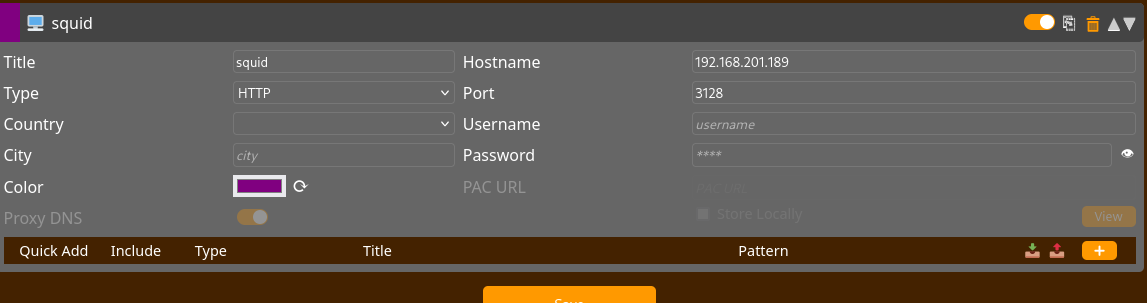 squid
Title squid Hostname 192.168.201.189
Type HTTP Port 3128
Country Username username
City city Password ****
Color PAC URL PAC URL
Proxy DNS Store Locally View
Quick Add Include Type Title Pattern +
Save